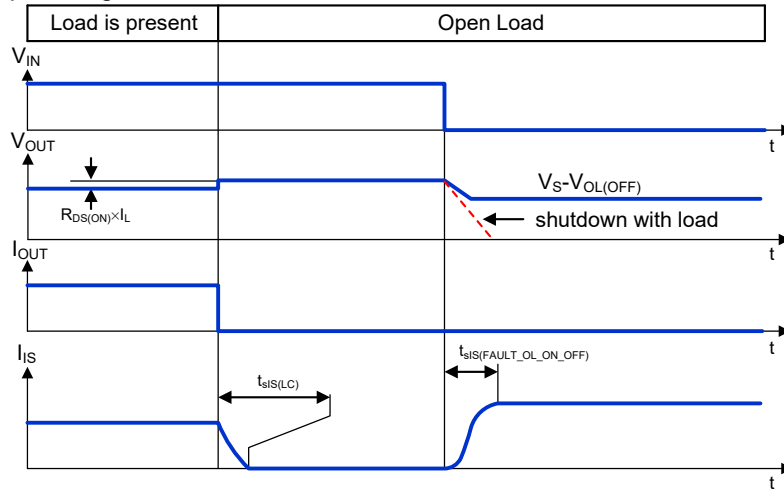 Load is present
Open Load
VIN
t
VOUT
RDS(ON)×IL
VS-VOL(OFF)
shutdown with load
t
IOUT
t
IIS
tsIS(LC)
tsIS(FAULT_OL_ON_OFF)
t